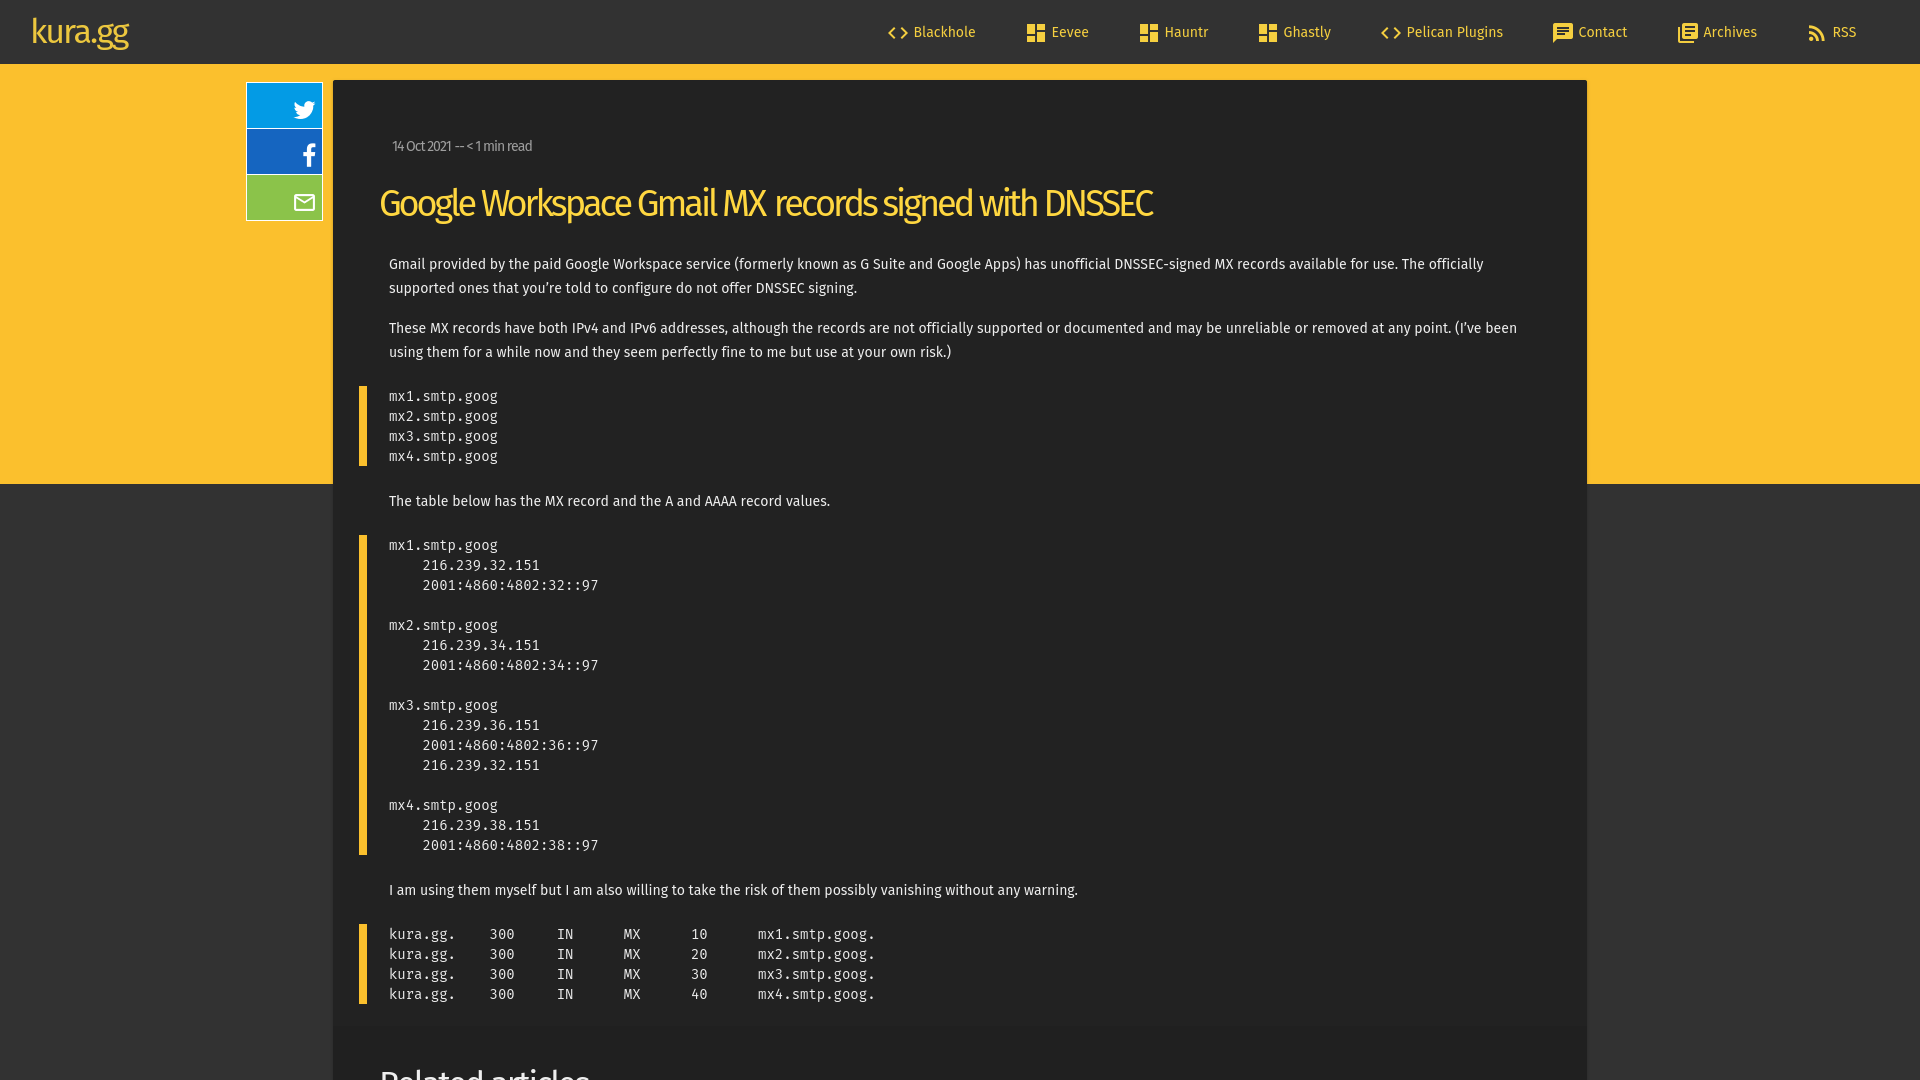 kura.gg
Blackhole
Eevee
Hauntr
Ghastly
Pelican Plugins
Contact
Archives
RSS
14 Oct 2021 -- < 1 min read
Google Workspace Gmail MX records signed with DNSSEC
Gmail provided by the paid Google Workspace service (formerly known as G Suite and Google Apps) has unofficial DNSSEC-signed MX records available for use. The officially
supported ones that you’re told to configure do not offer DNSSEC signing.
These MX records have both IPv4 and IPv6 addresses, although the records are not officially supported or documented and may be unreliable or removed at any point. (I’ve been
using them for a while now and they seem perfectly fine to me but use at your own risk.)
mx1.smtp.goog
mx2.smtp.goog
mx3.smtp.goog
mx4.smtp.goog
The table below has the MX record and the A and AAAA record values.
mx1.smtp.goog
216.239.32.151
2001:4860:4802:32::97
mx2.smtp.goog
216.239.34.151
2001:4860:4802:34::97
mx3.smtp.goog
216.239.36.151
2001:4860:4802:36::97
216.239.32.151
mx4.smtp.goog
216.239.38.151
2001:4860:4802:38::97
I am using them myself but I am also willing to take the risk of them possibly vanishing without any warning.
kura.gg. 300 IN MX 10 mx1.smtp.goog.
kura.gg. 300 IN MX 20 mx2.smtp.goog.
kura.gg. 300 IN MX 30 mx3.smtp.goog.
kura.gg. 300 IN MX 40 mx4.smtp.goog.
Related articles